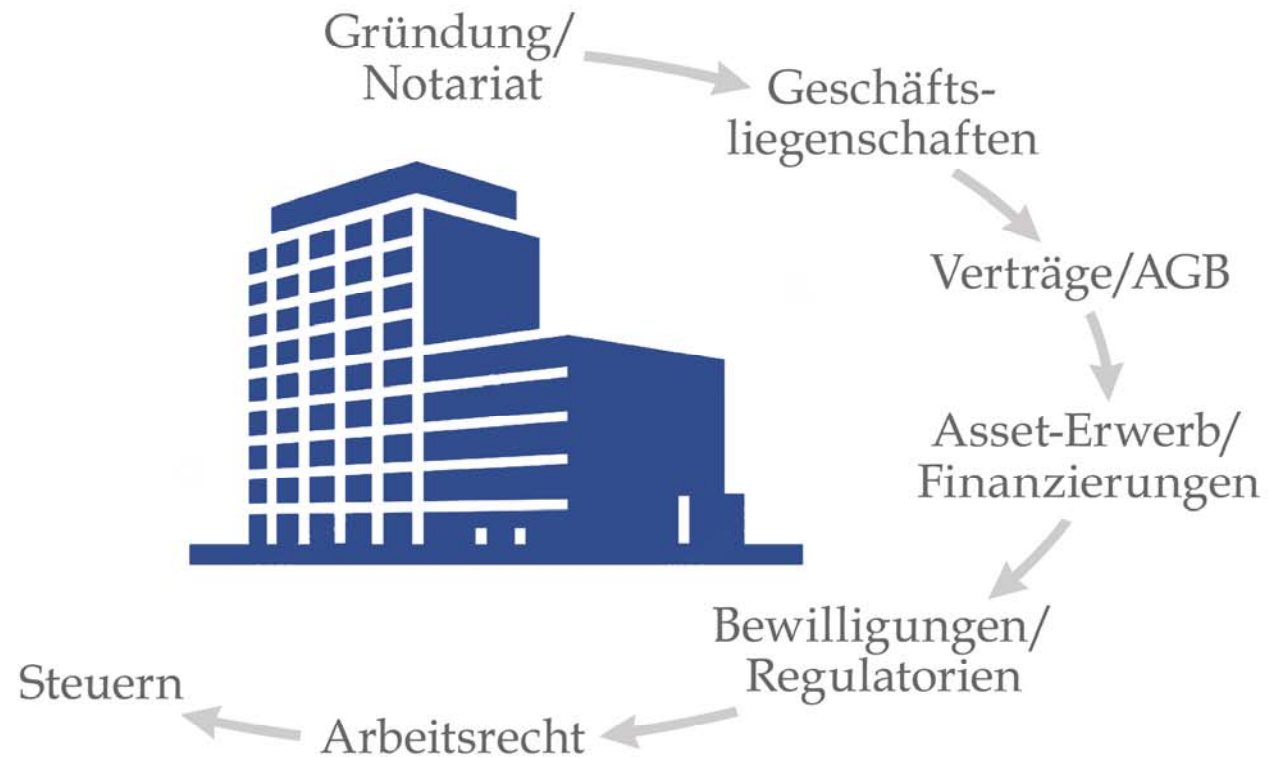 Gründung/
Notariat
Geschäfts-
liegenschaften
Verträge/AGB
Asset-Erwerb/
Finanzierungen
Bewilligungen/
Regulatorien
Arbeitsrecht
Steuern